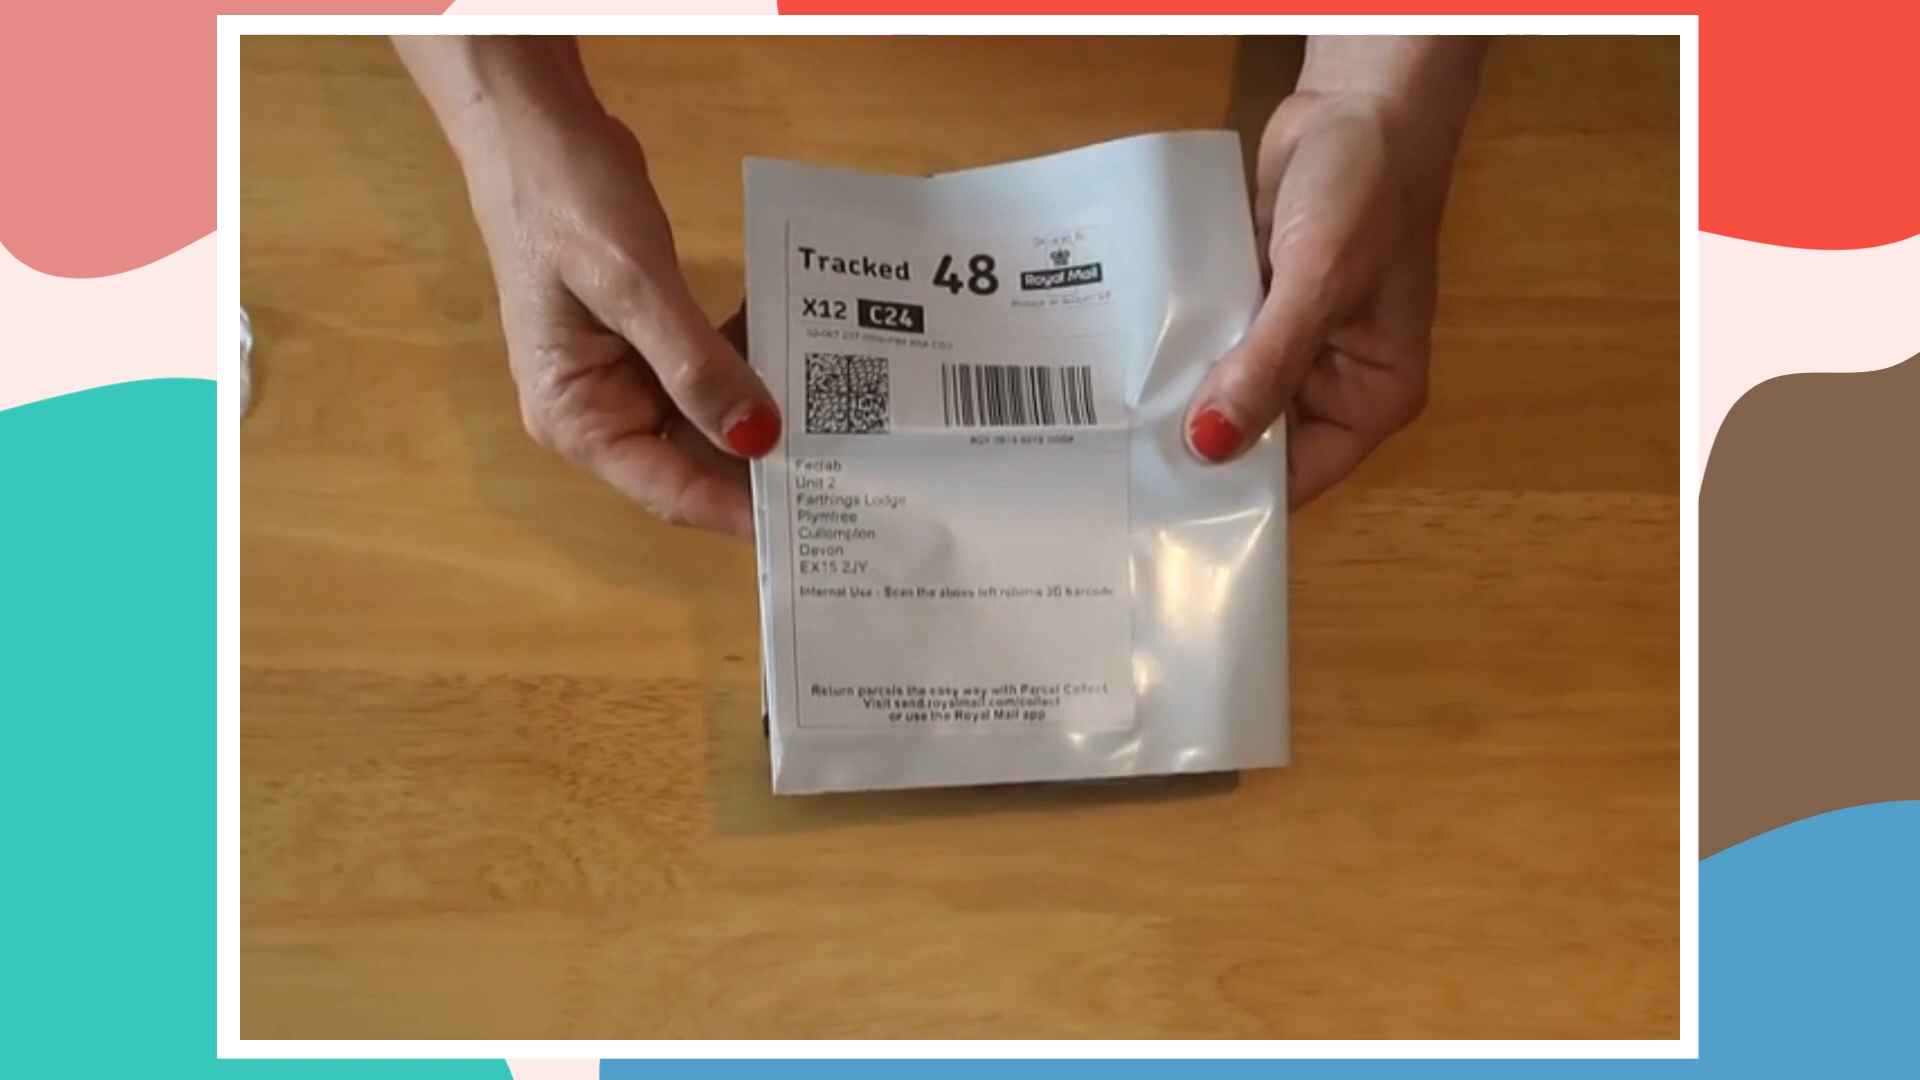 Tracked 48
Royal Mail
X12 C24
Feclab
Unit 2
Farthings Lodge
Plymtree
Cullompton
Devon
EX15 2JY
Internal Use - Scan the above left returns 2D barcode
Return parcels the easy way with Parcel Collect
Visit send.royalmail.com/collect
or use the Royal Mail app